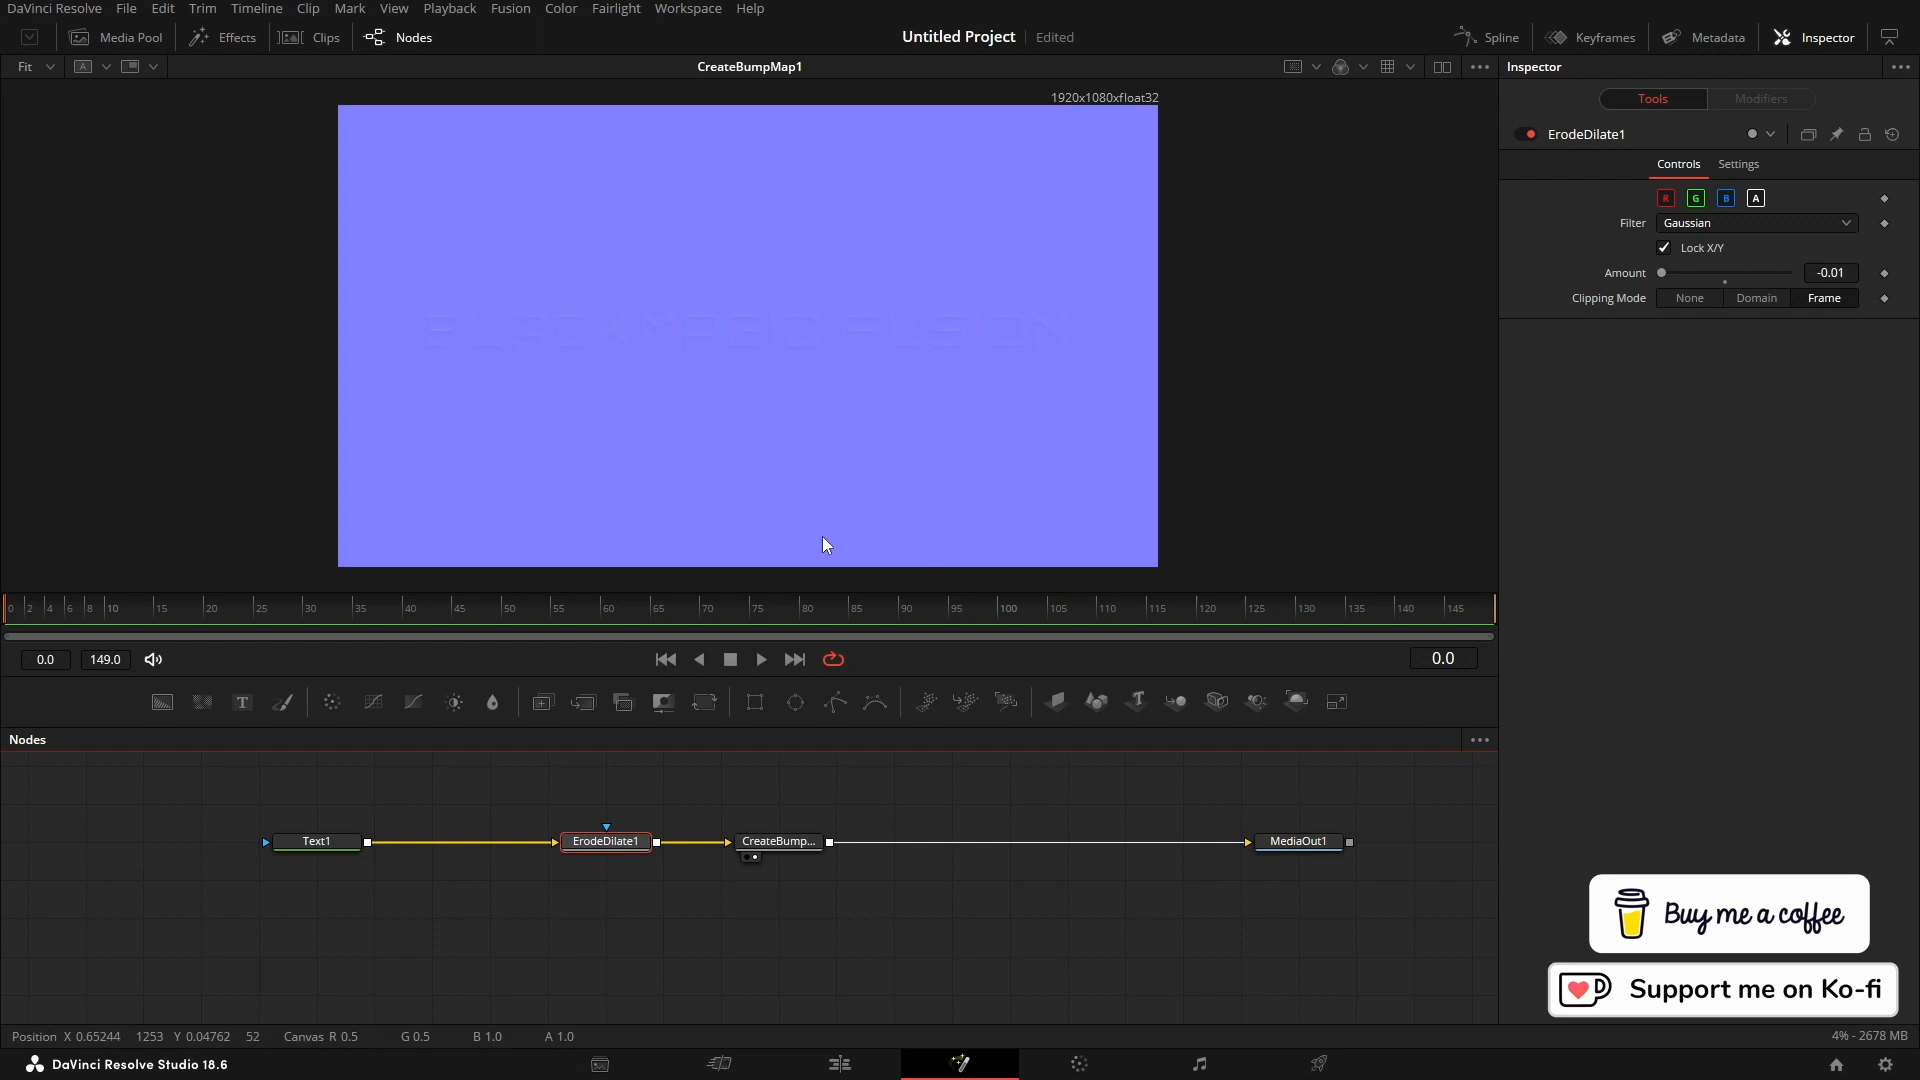 DaVinci Resolve File Edit Trim Timeline Clip Mark View Playback Fusion Color Fairlight Workspace Help
Media Pool Effects Clips Nodes Untitled Project Edited Spline Keyframes Metadata Inspector
Fit A CreateBumpMap1 Inspector
1920x1080xfloat32
Tools Modifiers
ErodeDilate1
Controls Settings
R G B A
Filter Gaussian
Lock X/Y
Amount -0.01
Clipping Mode None Domain Frame
BLACKMAGIC FUSION
0 2 4 6 8 10 15 20 25 30 35 40 45 50 55 60 65 70 75 80 85 90 95 100 105 110 115 120 125 130 135 140 145
0.0 149.0 0.0
Nodes
Text1 ErodeDilate1 CreateBump... MediaOut1
Buy me a coffee
Support me on Ko-fi
Position X 0.65244 1253 Y 0.04762 52 Canvas R 0.5 G 0.5 B 1.0 A 1.0 4% - 2678 MB
DaVinci Resolve Studio 18.6